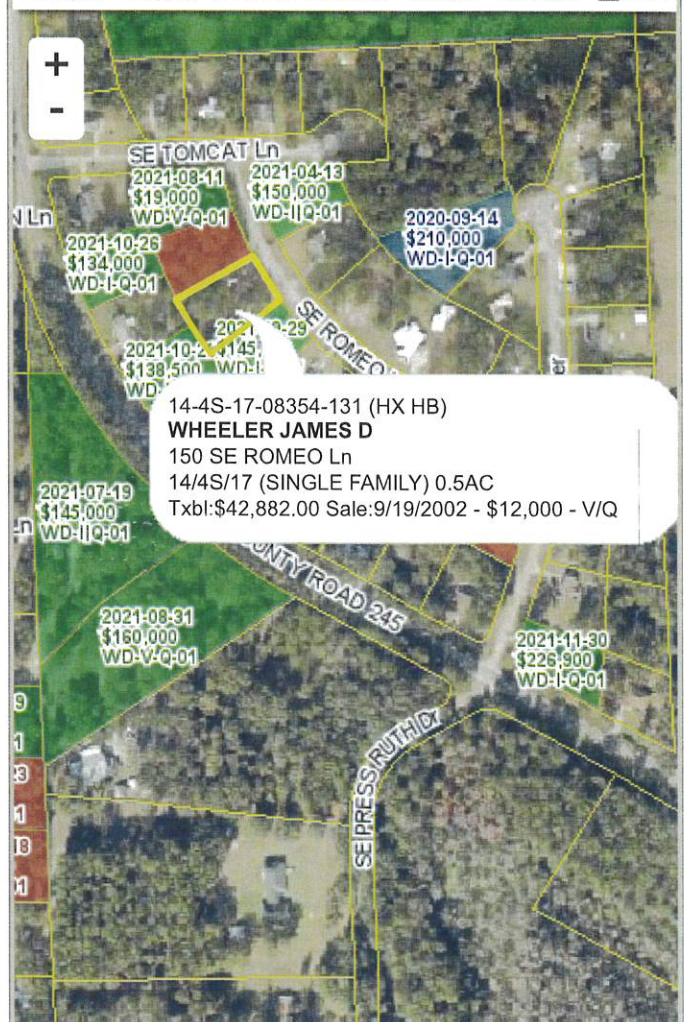 +
-
SE TOMCAT Ln
2021-08-11
$19,000
WD-V-Q-01
2021-04-13
$150,000
WD-I|Q-01
2020-09-14
$210,000
WD-I-Q-01
Ln
2021-10-26
$134,000
WD-I-Q-01
SE ROMEO
$138,500
14-4S-17-08354-131 (HX HB)
WHEELER JAMES D
150 SE ROMEO Ln
14/4S/17 (SINGLE FAMILY) 0.5AC
Txbl:$42,882.00 Sale:9/19/2002 - $12,000 - V/Q
2021-07-19
$145,000
WD-I|Q-01
COUNTY ROAD 245
2021-08-31
$160,000
WD-V-Q-01
2021-11-30
$226,900
WD-I-Q-01
SE PRESS RUTH Dr